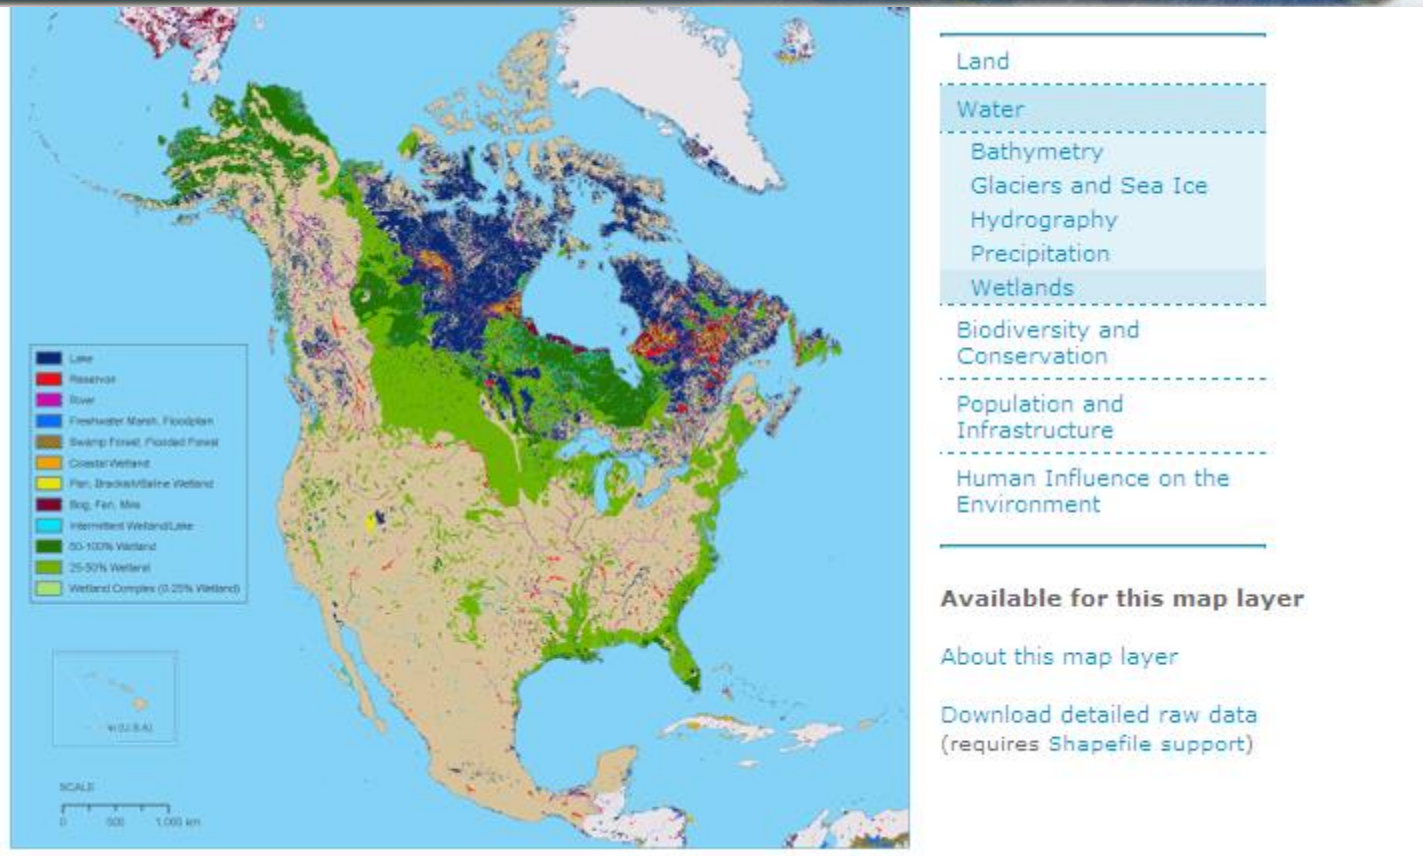 Land
Water
Bathymetry
Glaciers and Sea Ice
Hydrography
Precipitation
Wetlands
Biodiversity and
Conservation
Population and
Infrastructure
Human Influence on the
Environment
Available for this map layer
About this map layer
Download detailed raw data
(requires Shapefile support)
Lake
Reservoir
River
Freshwater Marsh, Floodplain
Swamp Forest, Flooded Forest
Coastal Wetland
Pan, Brackish/Saline Wetland
Bog, Fen, Mire
Intermittent Wetland/Lake
50-100% Wetland
25-50% Wetland
Wetland Complex (0-25% Wetland)
(U.S.A)
SCALE
0 500 1,000 km